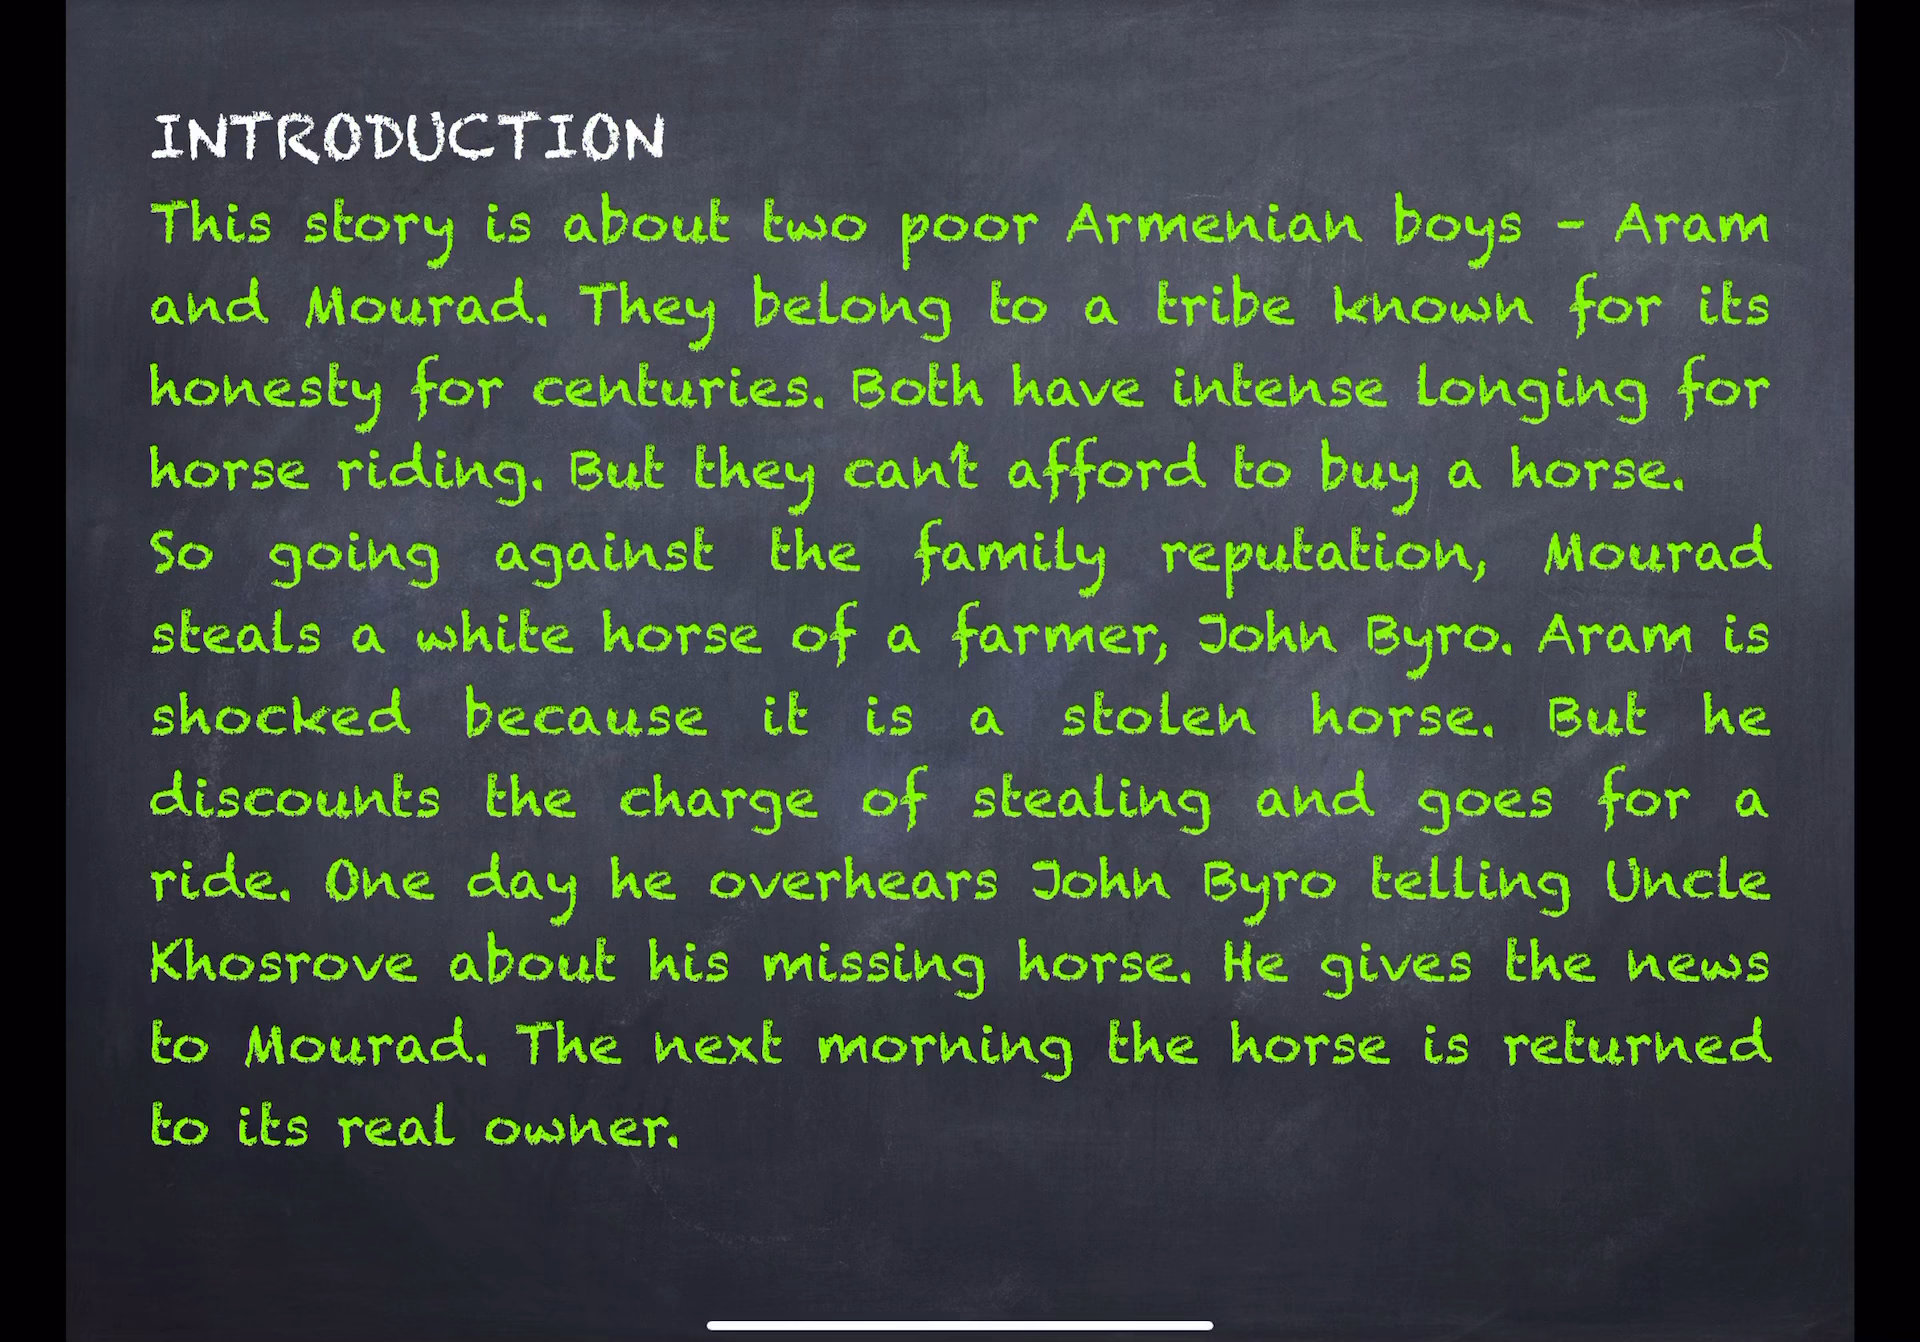 INTRODUCTION
This story is about two poor Armenian boys - Aram
and Mourad. They belong to a tribe known for its
honesty for centuries. Both have intense longing for
horse riding. But they can't afford to buy a horse.
So going against the family reputation, Mourad
steals a white horse of a farmer, John Byro. Aram is
shocked because it is a stolen horse. But he
discounts the charge of stealing and goes for a
ride. One day he overhears John Byro telling Uncle
Khosrove about his missing horse. He gives the news
to Mourad. The next morning the horse is returned
to its real owner.